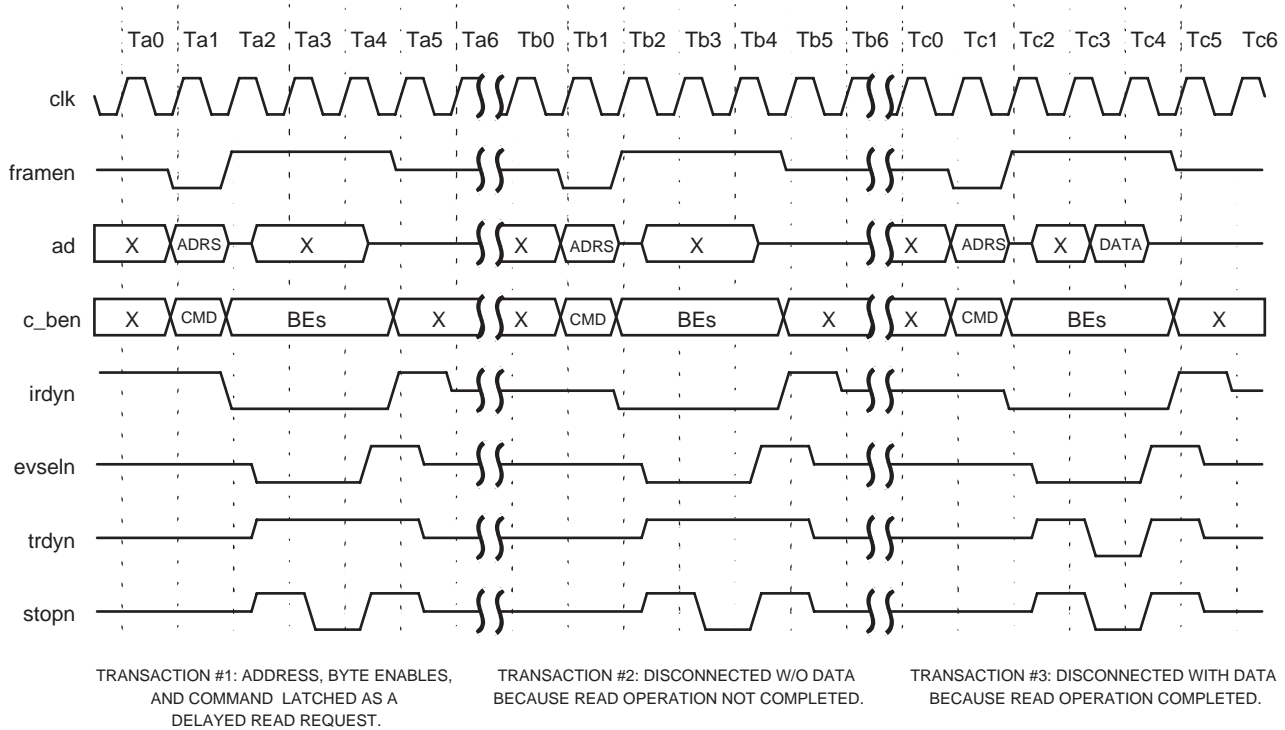 Ta0 Ta1 Ta2 Ta3 Ta4 Ta5 Ta6 Tb0 Tb1 Tb2 Tb3 Tb4 Tb5 Tb6 Tc0 Tc1 Tc2 Tc3 Tc4 Tc5 Tc6
clk
framen
ad X ADRS X X ADRS X X ADRS X DATA
c_ben X CMD BEs X X CMD BEs X X CMD BEs X
irdyn
evseln
trdyn
stopn
TRANSACTION #1: ADDRESS, BYTE ENABLES,
AND COMMAND LATCHED AS A
DELAYED READ REQUEST.
TRANSACTION #2: DISCONNECTED W/O DATA
BECAUSE READ OPERATION NOT COMPLETED.
TRANSACTION #3: DISCONNECTED WITH DATA
BECAUSE READ OPERATION COMPLETED.